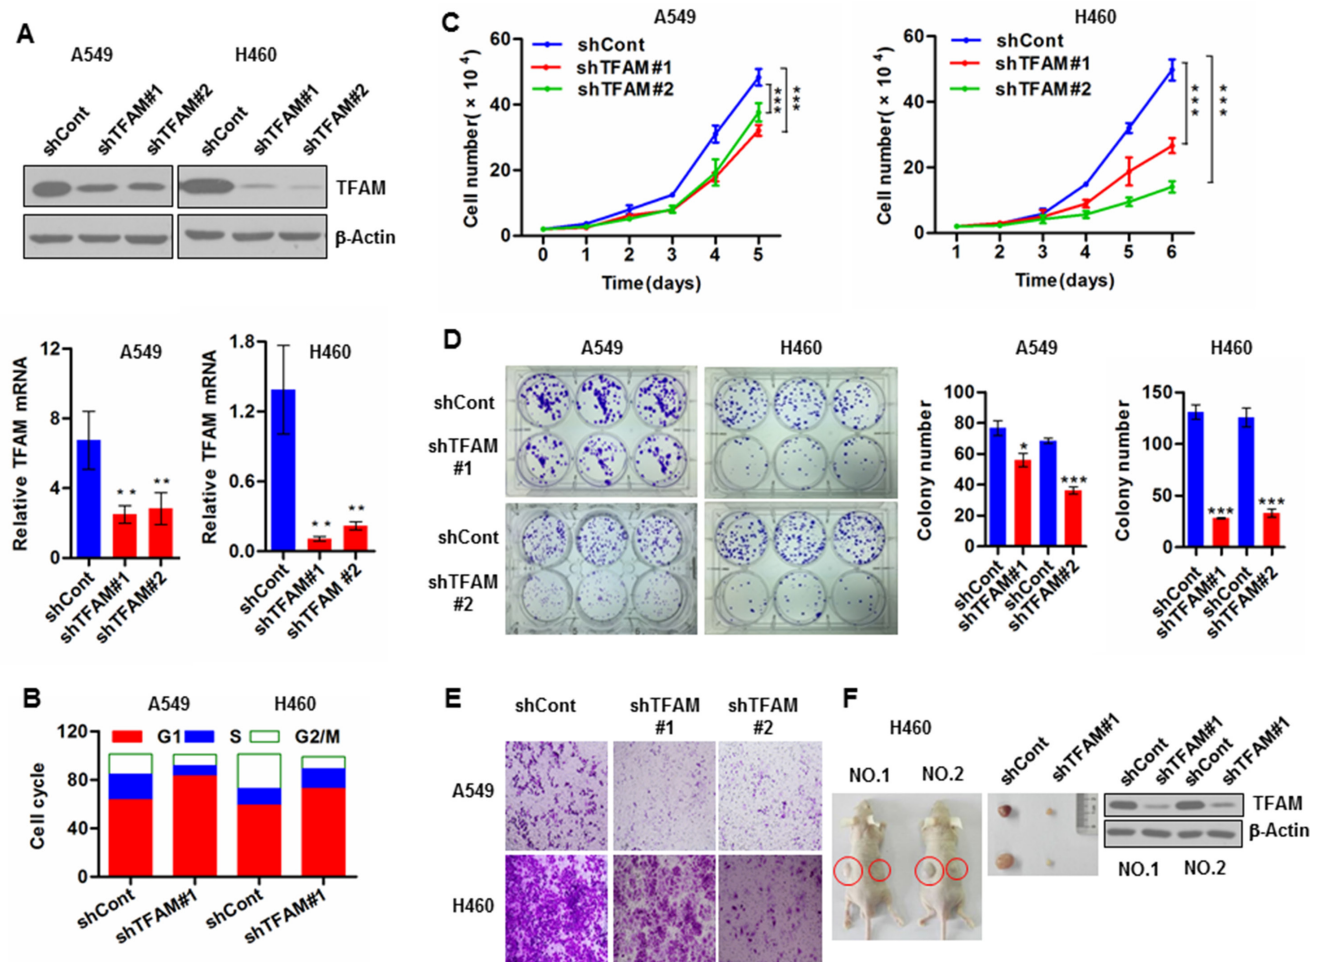 A
A549
H460
shCont
shTFAM#1
shTFAM#2
shCont
shTFAM#1
shTFAM#2
TFAM
β-Actin
Relative TFAM mRNA
12
8
4
0
A549
**
**
shCont
shTFAM#1
shTFAM#2
Relative TFAM mRNA
1.8
1.2
0.6
0.0
H460
**
**
shCont
shTFAM#1
shTFAM #2
B
A549
H460
G1
S
G2/M
Cell cycle
120
80
40
0
shCont
shTFAM#1
shCont
shTFAM#1
C
A549
shCont
shTFAM#1
shTFAM#2
Cell number( × 10 4)
60
40
20
0
0 1 2 3 4 5
Time(days)
***
***
H460
shCont
shTFAM#1
shTFAM#2
Cell number( × 10 4)
60
40
20
0
1 2 3 4 5 6
Time(days)
***
***
D
A549
H460
shCont
shTFAM
#1
shCont
shTFAM
#2
A549
Colony number
100
80
60
40
20
0
*
***
shCont
shTFAM#1
shCont
shTFAM#2
H460
Colony number
150
100
50
0
***
***
shCont
shTFAM#1
shCont
shTFAM#2
E
shCont
shTFAM
#1
shTFAM
#2
A549
H460
F
H460
NO.1
NO.2
shCont
shTFAM#1
shCont
shTFAM#1
shCont
shTFAM#1
TFAM
β-Actin
NO.1
NO.2